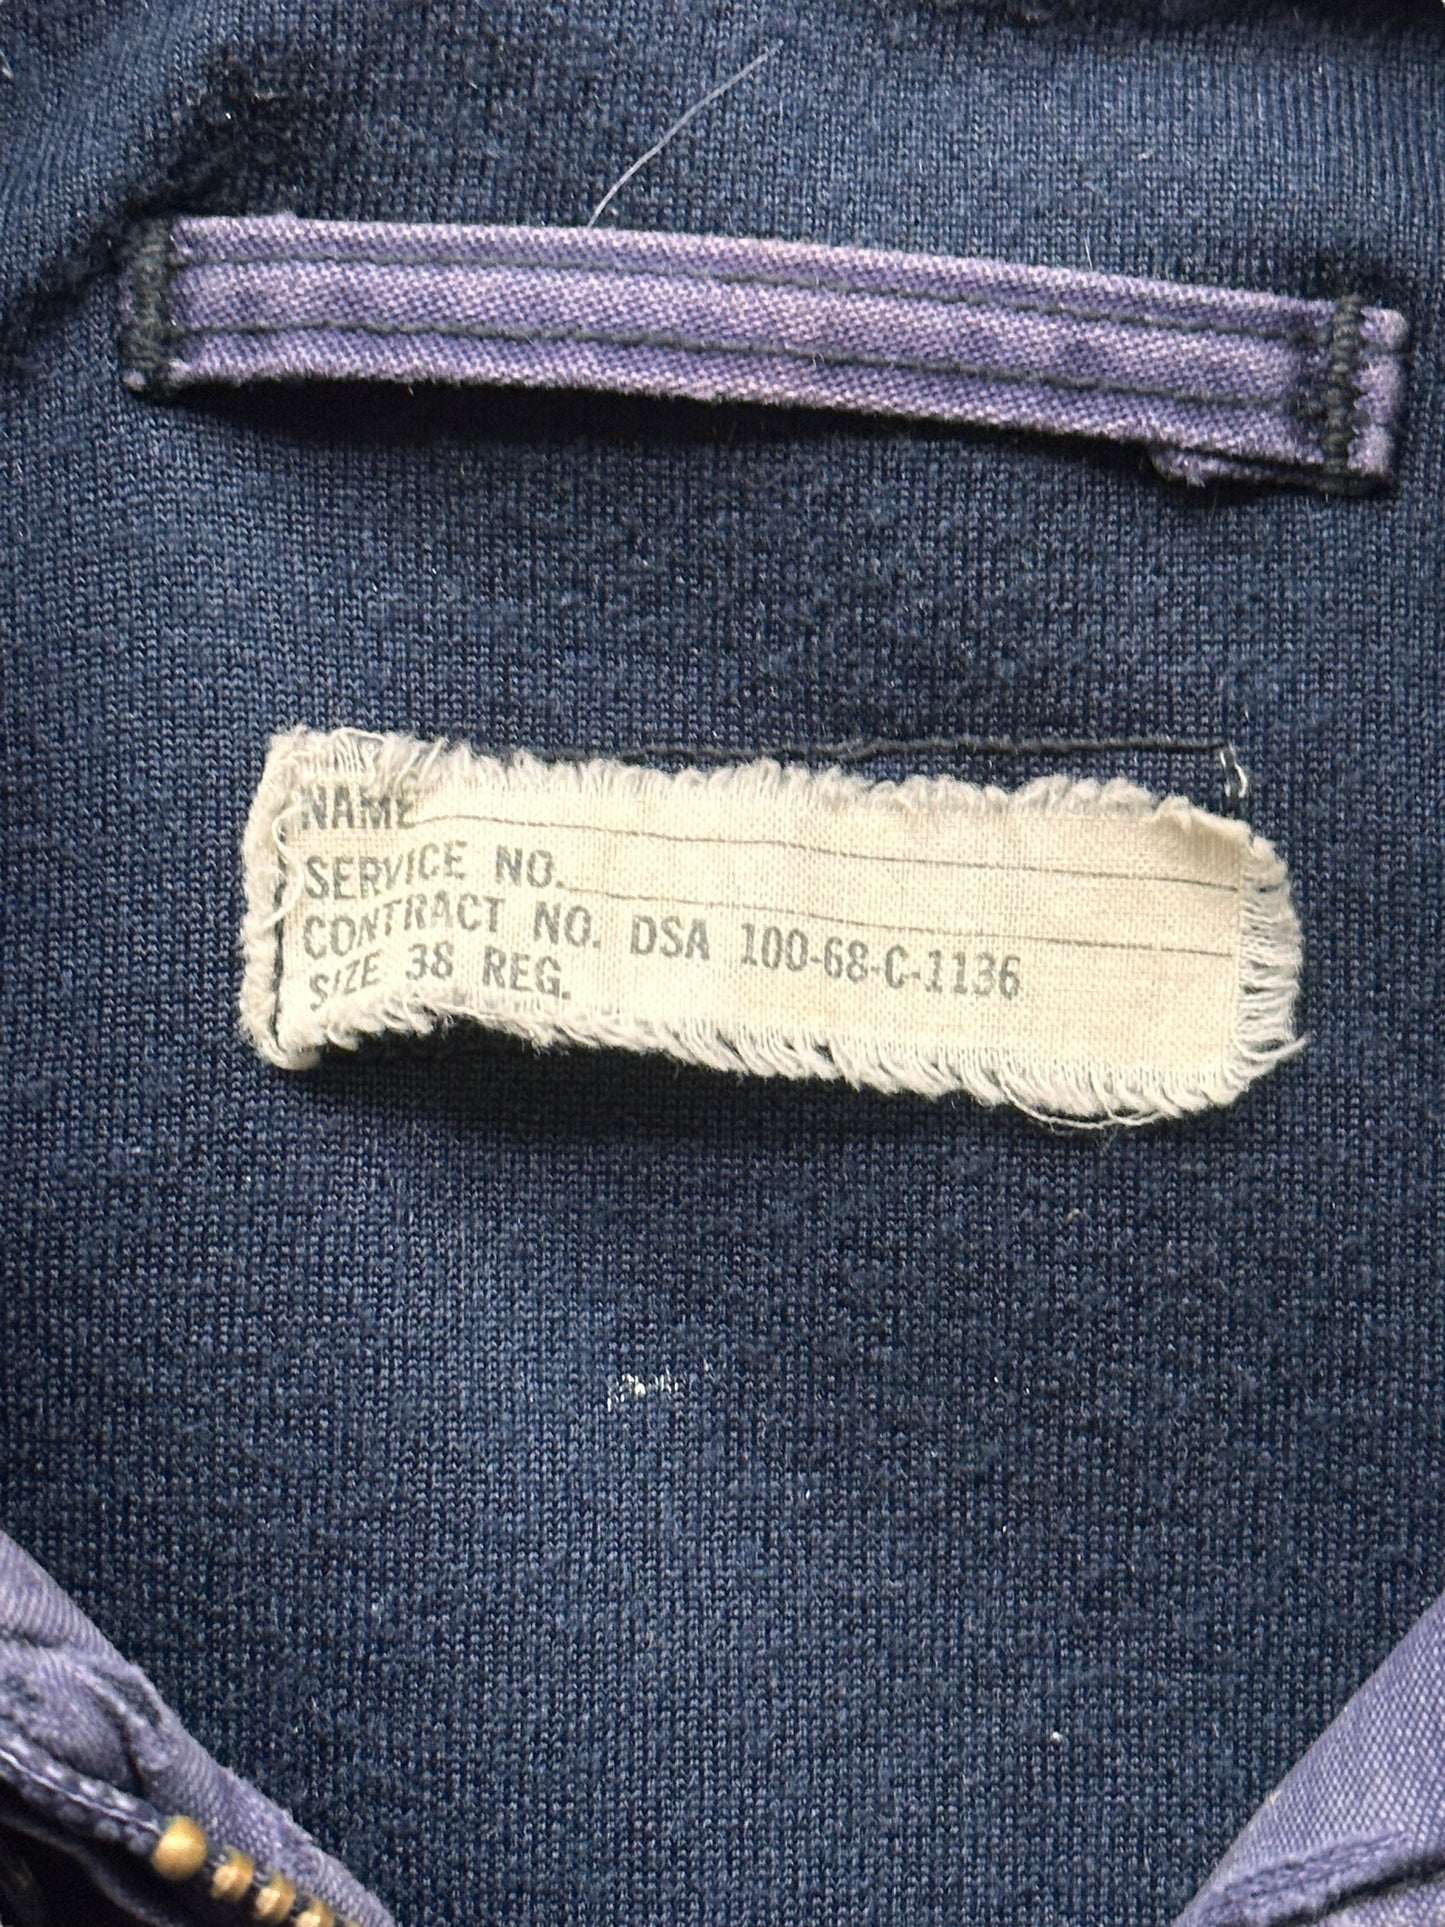 NAME
SERVICE NO.
CONTRACT NO. DSA 100-68-C-1136
SIZE 38 REG.